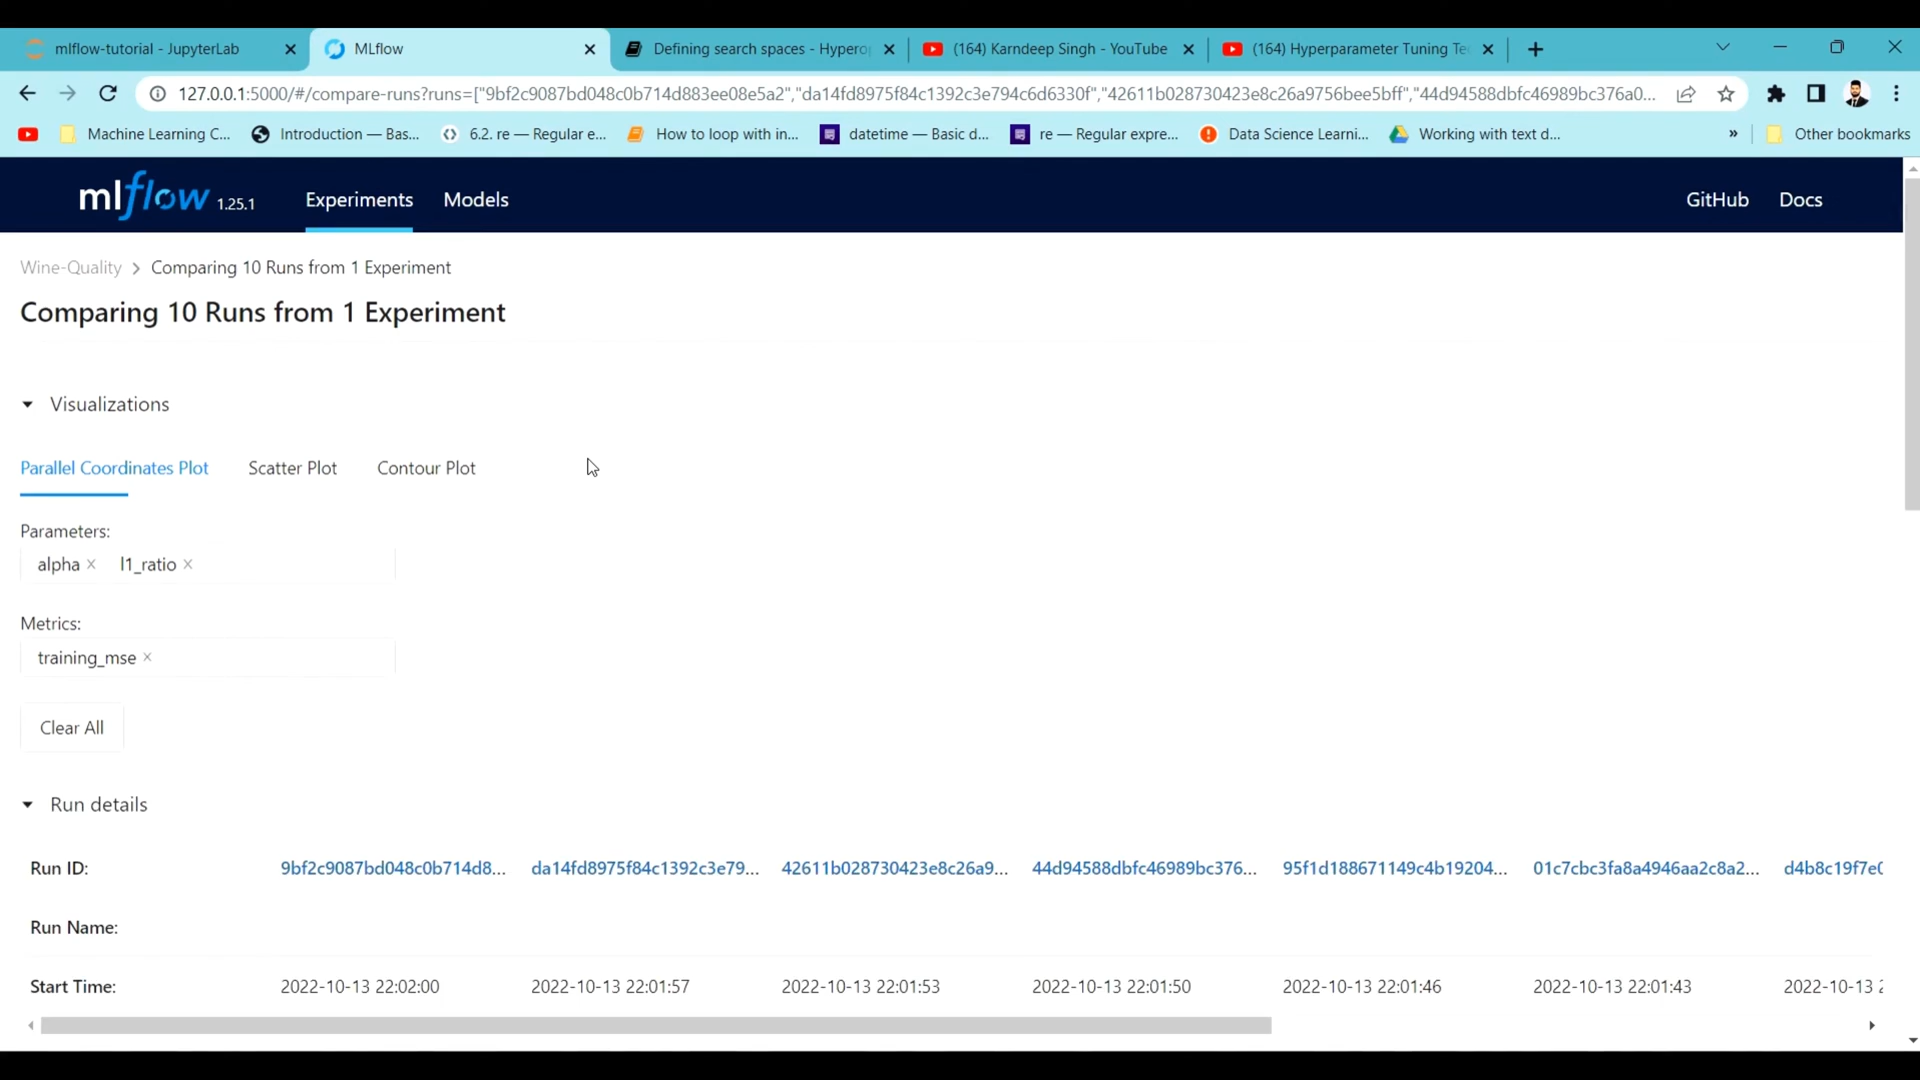 mlflow-tutorial - JupyterLab
MLflow
Defining search spaces - Hyperop
(164) Karndeep Singh - YouTube
(164) Hyperparameter Tuning Te
127.0.0.1:5000/#/compare-runs?runs=["9bf2c9087bd048c0b714d883ee08e5a2","da14fd8975f84c1392c3e794c6d6330f","42611b028730423e8c26a9756bee5bff","44d94588dbfc46989bc376a0...
Machine Learning C...
Introduction — Bas...
6.2. re — Regular e...
How to loop with in...
datetime — Basic d...
re — Regular expre...
Data Science Learni...
Working with text d...
»
Other bookmarks
mlflow 1.25.1
Experiments
Models
GitHub
Docs
Wine-Quality > Comparing 10 Runs from 1 Experiment
Comparing 10 Runs from 1 Experiment
Visualizations
Parallel Coordinates Plot
Scatter Plot
Contour Plot
Parameters:
alpha × l1_ratio ×
Metrics:
training_mse ×
Clear All
Run details
Run ID: 9bf2c9087bd048c0b714d8... da14fd8975f84c1392c3e79... 42611b028730423e8c26a9... 44d94588dbfc46989bc376... 95f1d188671149c4b19204... 01c7cbc3fa8a4946aa2c8a2... d4b8c19f7e0
Run Name:
Start Time: 2022-10-13 22:02:00 2022-10-13 22:01:57 2022-10-13 22:01:53 2022-10-13 22:01:50 2022-10-13 22:01:46 2022-10-13 22:01:43 2022-10-13 2